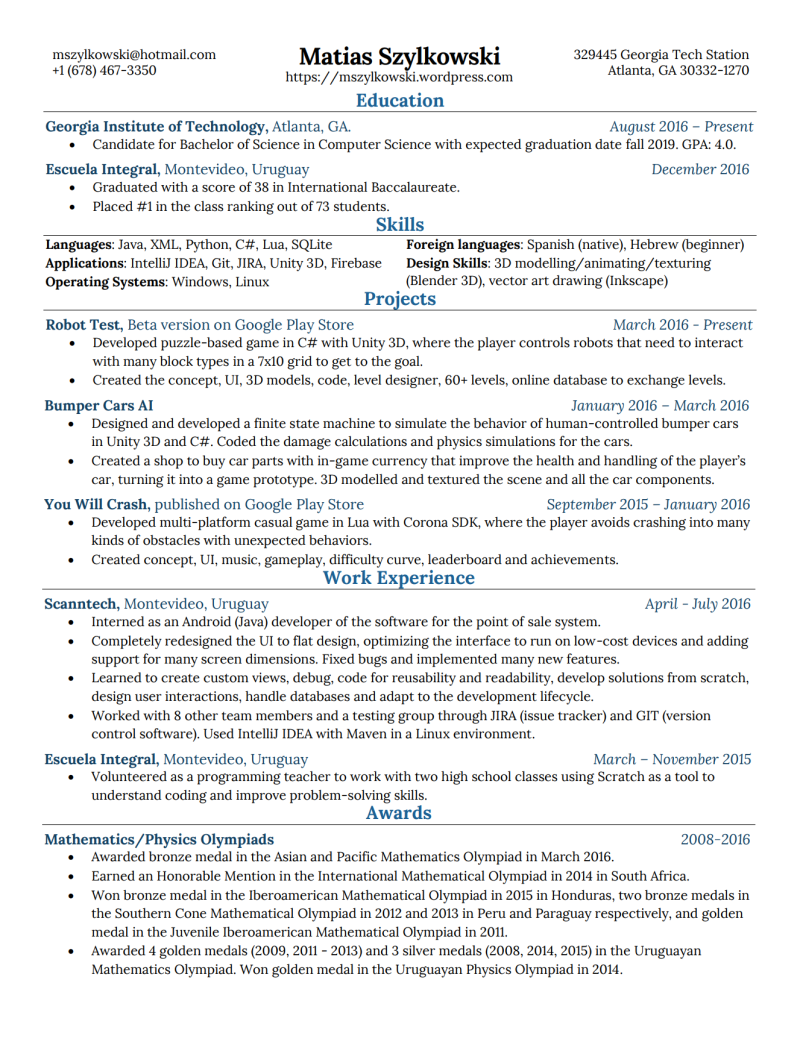 mszylkowski@hotmail.com
+1 (678) 467-3350
Matias Szylkowski
https://mszylkowski.wordpress.com
329445 Georgia Tech Station
Atlanta, GA 30332-1270
Education
Georgia Institute of Technology, Atlanta, GA. August 2016 – Present
• Candidate for Bachelor of Science in Computer Science with expected graduation date fall 2019. GPA: 4.0.
Escuela Integral, Montevideo, Uruguay December 2016
• Graduated with a score of 38 in International Baccalaureate.
• Placed #1 in the class ranking out of 73 students.
Skills
Languages: Java, XML, Python, C#, Lua, SQLite
Applications: IntelliJ IDEA, Git, JIRA, Unity 3D, Firebase
Operating Systems: Windows, Linux
Foreign languages: Spanish (native), Hebrew (beginner)
Design Skills: 3D modelling/animating/texturing
(Blender 3D), vector art drawing (Inkscape)
Projects
Robot Test, Beta version on Google Play Store March 2016 - Present
• Developed puzzle-based game in C# with Unity 3D, where the player controls robots that need to interact
with many block types in a 7x10 grid to get to the goal.
• Created the concept, UI, 3D models, code, level designer, 60+ levels, online database to exchange levels.
Bumper Cars AI January 2016 – March 2016
• Designed and developed a finite state machine to simulate the behavior of human-controlled bumper cars
in Unity 3D and C#. Coded the damage calculations and physics simulations for the cars.
• Created a shop to buy car parts with in-game currency that improve the health and handling of the player’s
car, turning it into a game prototype. 3D modelled and textured the scene and all the car components.
You Will Crash, published on Google Play Store September 2015 – January 2016
• Developed multi-platform casual game in Lua with Corona SDK, where the player avoids crashing into many
kinds of obstacles with unexpected behaviors.
• Created concept, UI, music, gameplay, difficulty curve, leaderboard and achievements.
Work Experience
Scanntech, Montevideo, Uruguay April - July 2016
• Interned as an Android (Java) developer of the software for the point of sale system.
• Completely redesigned the UI to flat design, optimizing the interface to run on low-cost devices and adding
support for many screen dimensions. Fixed bugs and implemented many new features.
• Learned to create custom views, debug, code for reusability and readability, develop solutions from scratch,
design user interactions, handle databases and adapt to the development lifecycle.
• Worked with 8 other team members and a testing group through JIRA (issue tracker) and GIT (version
control software). Used IntelliJ IDEA with Maven in a Linux environment.
Escuela Integral, Montevideo, Uruguay March – November 2015
• Volunteered as a programming teacher to work with two high school classes using Scratch as a tool to
understand coding and improve problem-solving skills.
Awards
Mathematics/Physics Olympiads 2008-2016
• Awarded bronze medal in the Asian and Pacific Mathematics Olympiad in March 2016.
• Earned an Honorable Mention in the International Mathematical Olympiad in 2014 in South Africa.
• Won bronze medal in the Iberoamerican Mathematical Olympiad in 2015 in Honduras, two bronze medals in
the Southern Cone Mathematical Olympiad in 2012 and 2013 in Peru and Paraguay respectively, and golden
medal in the Juvenile Iberoamerican Mathematical Olympiad in 2011.
• Awarded 4 golden medals (2009, 2011 - 2013) and 3 silver medals (2008, 2014, 2015) in the Uruguayan
Mathematics Olympiad. Won golden medal in the Uruguayan Physics Olympiad in 2014.